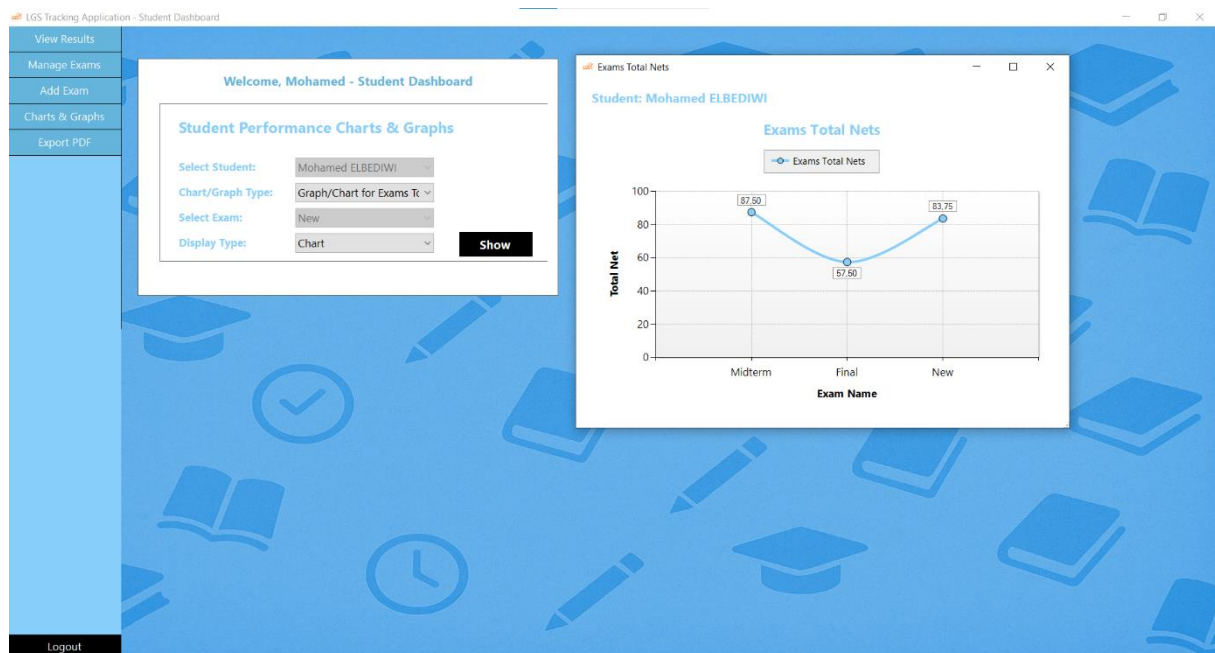 LGS Tracking Application - Student Dashboard
View Results
Manage Exams
Add Exam
Charts & Graphs
Export PDF
Logout
Welcome, Mohamed - Student Dashboard
Student Performance Charts & Graphs
Select Student: Mohamed ELBEDIWI
Chart/Graph Type: Graph/Chart for Exams To
Select Exam: New
Display Type: Chart
Show
Exams Total Nets
Student: Mohamed ELBEDIWI
Exams Total Nets
Exams Total Nets
Total Net
100
80
60
40
20
0
87,50
57,50
83,75
Midterm Final New
Exam Name